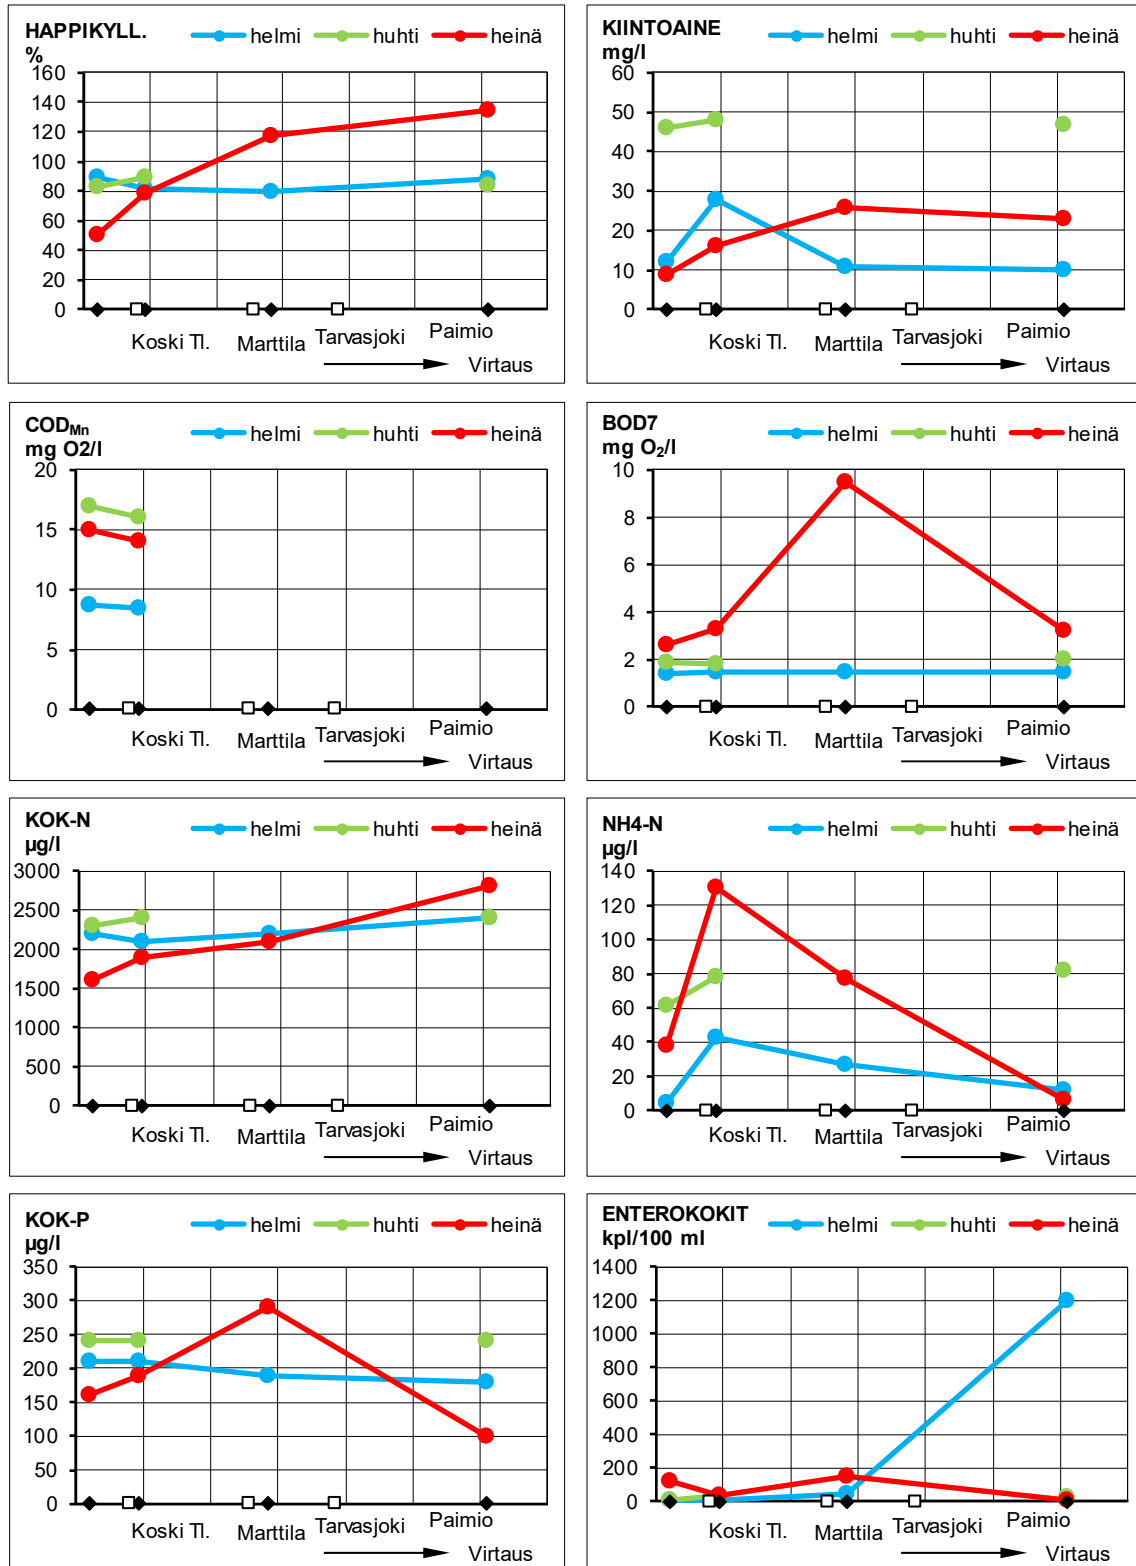 HAPPIKYLL.
%
helmi huhti heinä
160
140
120
100
80
60
40
20
0
Koski Tl. Marttila Tarvasjoki Paimio
Virtaus
KIINTOAINE
mg/l
helmi huhti heinä
60
50
40
30
20
10
0
Koski Tl. Marttila Tarvasjoki Paimio
Virtaus
CODMn
mg O2/l
helmi huhti heinä
20
15
10
5
0
Koski Tl. Marttila Tarvasjoki Paimio
Virtaus
BOD7
mg O₂/l
helmi huhti heinä
10
8
6
4
2
0
Koski Tl. Marttila Tarvasjoki Paimio
Virtaus
KOK-N
µg/l
helmi huhti heinä
3000
2500
2000
1500
1000
500
0
Koski Tl. Marttila Tarvasjoki Paimio
Virtaus
NH4-N
µg/l
helmi huhti heinä
140
120
100
80
60
40
20
0
Koski Tl. Marttila Tarvasjoki Paimio
Virtaus
KOK-P
µg/l
helmi huhti heinä
350
300
250
200
150
100
50
0
Koski Tl. Marttila Tarvasjoki Paimio
Virtaus
ENTEROKOKIT
kpl/100 ml
helmi huhti heinä
1400
1200
1000
800
600
400
200
0
Koski Tl. Marttila Tarvasjoki Paimio
Virtaus